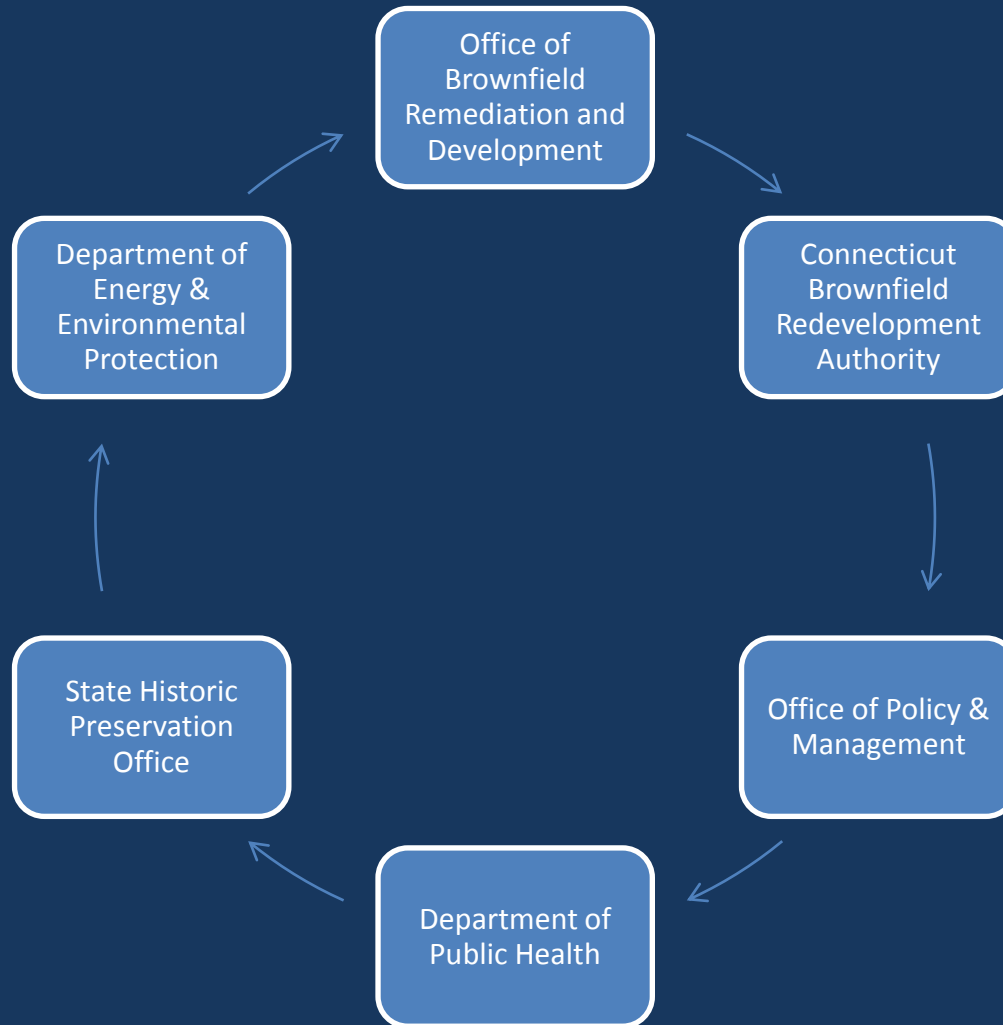 Office of
Brownfield
Remediation and
Development
Connecticut
Brownfield
Redevelopment
Authority
Office of Policy &
Management
Department of
Public Health
State Historic
Preservation
Office
Department of
Energy &
Environmental
Protection